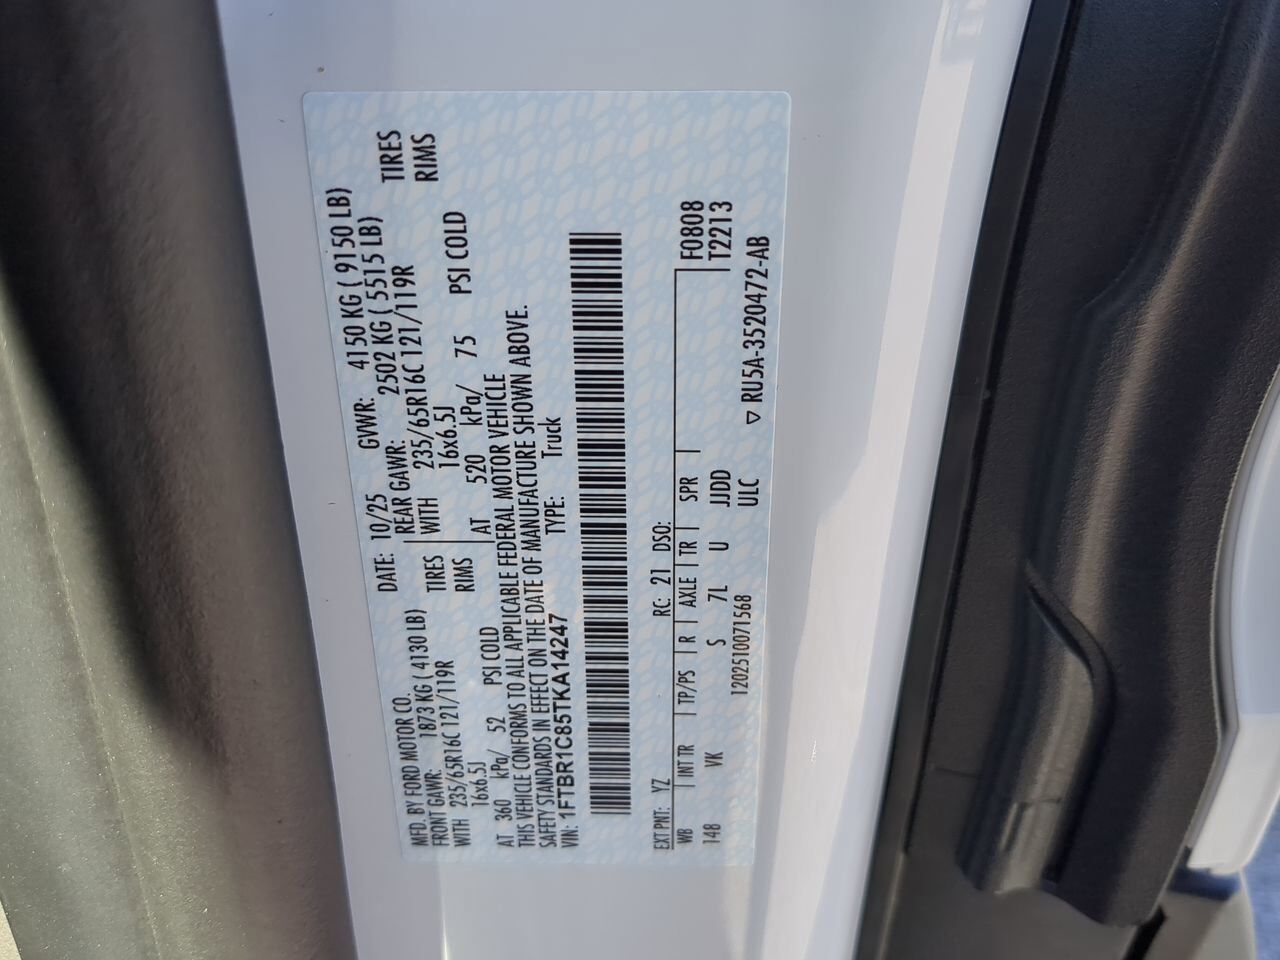 MFD. BY FORD MOTOR CO.
DATE: 10/25 GVWR: 4150 KG ( 9150 LB)
FRONT GAWR: 1873 KG ( 4130 LB) REAR GAWR: 2502 KG ( 5515 LB)
WITH 235/65R16C 121/119R TIRES WITH 235/65R16C 121/119R TIRES
16x6.5J RIMS 16x6.5J RIMS
AT 360 kPa/ 52 PSI COLD AT 520 kPa/ 75 PSI COLD
THIS VEHICLE CONFORMS TO ALL APPLICABLE FEDERAL MOTOR VEHICLE
SAFETY STANDARDS IN EFFECT ON THE DATE OF MANUFACTURE SHOWN ABOVE.
VIN: 1FTBR1C85TKA14247 TYPE: Truck
EXT PNT: YZ RC: 21 DSO: F0808
WB INT TR TP/PS R AXLE TR SPR T2213
148 VK S 7L U JJDD
1202510071568 ULC ▽ RU5A-3520472-AB